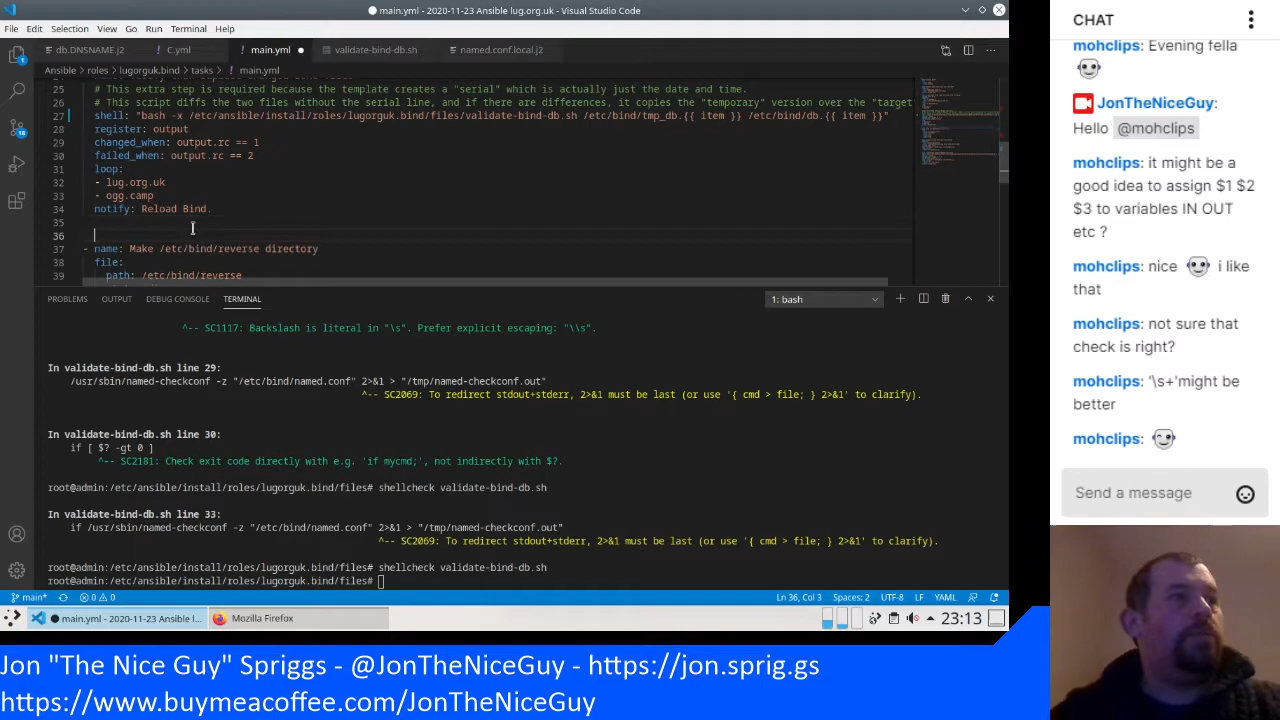 main.yml - 2020-11-23 Ansible lug.org.uk - Visual Studio Code
File Edit Selection View Go Run Terminal Help
db.DNSNAME.j2 C.yml main.yml validate-bind-db.sh named.conf.local.j2
Ansible > roles > lugorguk.bind > tasks > main.yml
25 # This extra step is required because the template creates a "serial" which is actually just the date and time.
26 # This script diffs the two files without the serial line, and if there are differences, it copies the "temporary" version over the "target
27 shell: "bash -x /etc/ansible/install/roles/lugorguk.bind/files/validate-bind-db.sh /etc/bind/tmp_db.{{ item }} /etc/bind/db.{{ item }}"
28 register: output
29 changed_when: output.rc == 1
30 failed_when: output.rc == 2
31 loop:
32 - lug.org.uk
33 - ogg.camp
34 notify: Reload Bind.
35
36
37 - name: Make /etc/bind/reverse directory
38 file:
39 path: /etc/bind/reverse
PROBLEMS OUTPUT DEBUG CONSOLE TERMINAL 1: bash
^-- SC1117: Backslash is literal in "\s". Prefer explicit escaping: "\\s".
In validate-bind-db.sh line 29:
/usr/sbin/named-checkconf -z "/etc/bind/named.conf" 2>&1 > "/tmp/named-checkconf.out"
^-- SC2069: To redirect stdout+stderr, 2>&1 must be last (or use '{ cmd > file; } 2>&1' to clarify).
In validate-bind-db.sh line 30:
if [ $? -gt 0 ]
^-- SC2181: Check exit code directly with e.g. 'if mycmd;', not indirectly with $?.
root@admin:/etc/ansible/install/roles/lugorguk.bind/files# shellcheck validate-bind-db.sh
In validate-bind-db.sh line 33:
if /usr/sbin/named-checkconf -z "/etc/bind/named.conf" 2>&1 > "/tmp/named-checkconf.out"
^-- SC2069: To redirect stdout+stderr, 2>&1 must be last (or use '{ cmd > file; } 2>&1' to clarify).
root@admin:/etc/ansible/install/roles/lugorguk.bind/files# shellcheck validate-bind-db.sh
root@admin:/etc/ansible/install/roles/lugorguk.bind/files#
main* 0 0 Ln 36, Col 3 Spaces: 2 UTF-8 LF YAML
main.yml - 2020-11-23 Ansible l... Mozilla Firefox 23:13
CHAT
mohclips: Evening fella
JonTheNiceGuy:
Hello @mohclips
mohclips: it might be a
good idea to assign $1 $2
$3 to variables IN OUT
etc ?
mohclips: nice i like
that
mohclips: not sure that
check is right?
mohclips: '\s+'might be
better
mohclips:
Send a message
Jon "The Nice Guy" Spriggs - @JonTheNiceGuy - https://jon.sprig.gs
https://www.buymeacoffee.com/JonTheNiceGuy